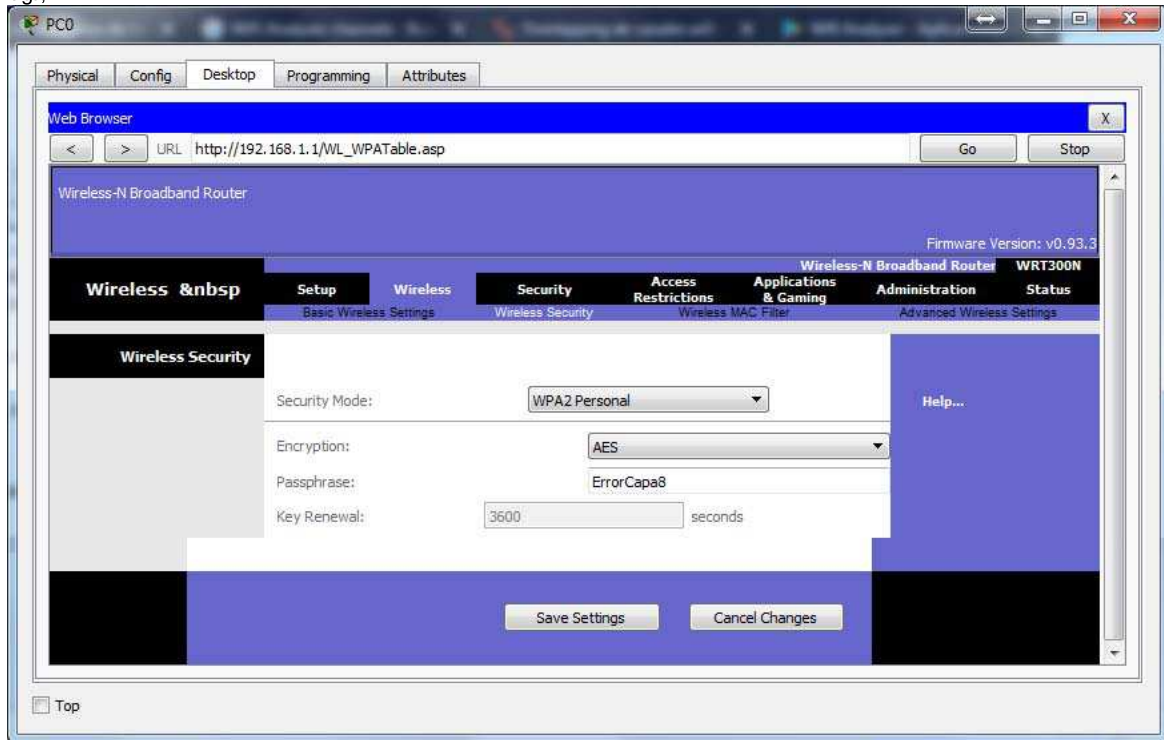 PC0
Physical Config Desktop Programming Attributes
Web Browser
X
< > URL http://192.168.1.1/WL_WPATable.asp Go Stop
Wireless-N Broadband Router
Firmware Version: v0.93.3
Wireless-N Broadband Router WRT300N
Wireless &nbsp Setup Wireless Security Access Restrictions Applications & Gaming Administration Status
Basic Wireless Settings Wireless Security Wireless MAC Filter Advanced Wireless Settings
Wireless Security
Security Mode: WPA2 Personal
Help...
Encryption: AES
Passphrase: ErrorCapa8
Key Renewal: 3600 seconds
Save Settings Cancel Changes
Top